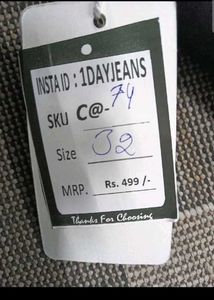 INSTA ID : 1DAYJEANS
SKU C@-74
Size 32
MRP. Rs. 499 /-
Thanks For Choosing